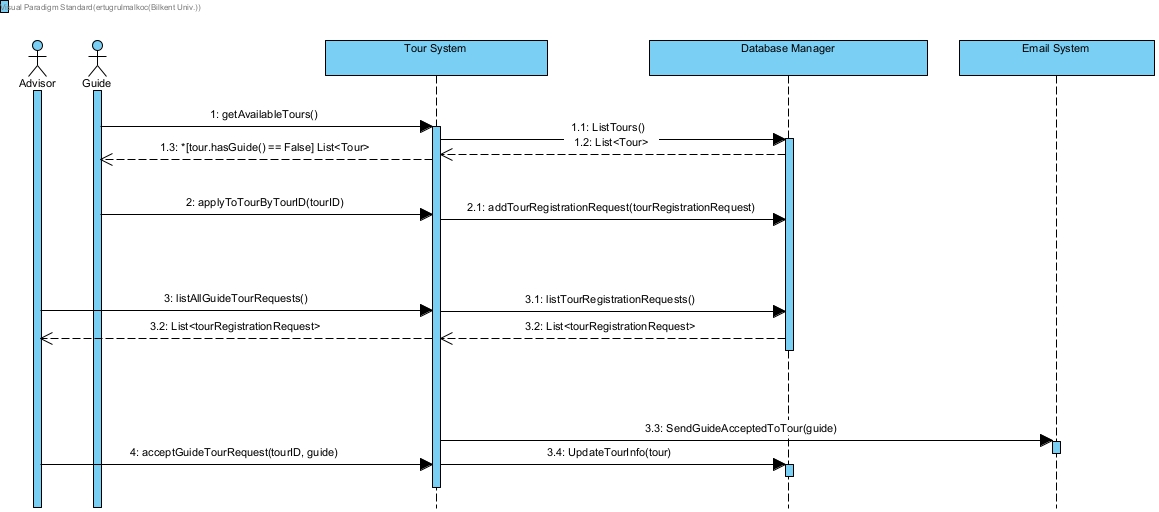 Visual Paradigm Standard(ertugrulmalkoc(Bilkent Univ.))
Tour System
Database Manager
Email System
Advisor
Guide
1: getAvailableTours()
1.1: ListTours()
1.2: List<Tour>
1.3: *[tour.hasGuide() == False] List<Tour>
2: applyToTourByTourID(tourID)
2.1: addTourRegistrationRequest(tourRegistrationRequest)
3: listAllGuideTourRequests()
3.1: listTourRegistrationRequests()
3.2: List<tourRegistrationRequest>
3.2: List<tourRegistrationRequest>
3.3: SendGuideAcceptedToTour(guide)
4: acceptGuideTourRequest(tourID, guide)
3.4: UpdateTourInfo(tour)